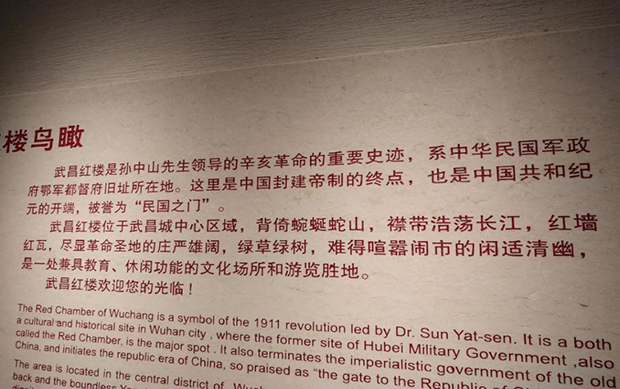 楼鸟瞰
武昌红楼是孙中山先生领导的辛亥革命的重要史迹，系中华民国军政
府鄂军都督府旧址所在地。这里是中国封建帝制的终点，也是中国共和纪
元的开端，被誉为“民国之门”。
武昌红楼位于武昌城中心区域，背倚蜿蜒蛇山，襟带浩荡长江，红墙
红瓦，尽显革命圣地的庄严雄阔，绿草绿树，难得喧嚣闹市的闲适清幽，
是一处兼具教育、休闲功能的文化场所和游览胜地。
武昌红楼欢迎您的光临！
The Red Chamber of Wuchang is a symbol of the 1911 revolution led by Dr. Sun Yat-sen. It is a both
a cultural and historical site in Wuhan city , where the former site of Hubei Military Government ,also
called the Red Chamber, is the major spot . It also terminates the imperialistic government of the old
China, and initiates the republic era of China, so praised as "the gate to the Republic of
The area is located in the central district of Wuchang
back and the boundless